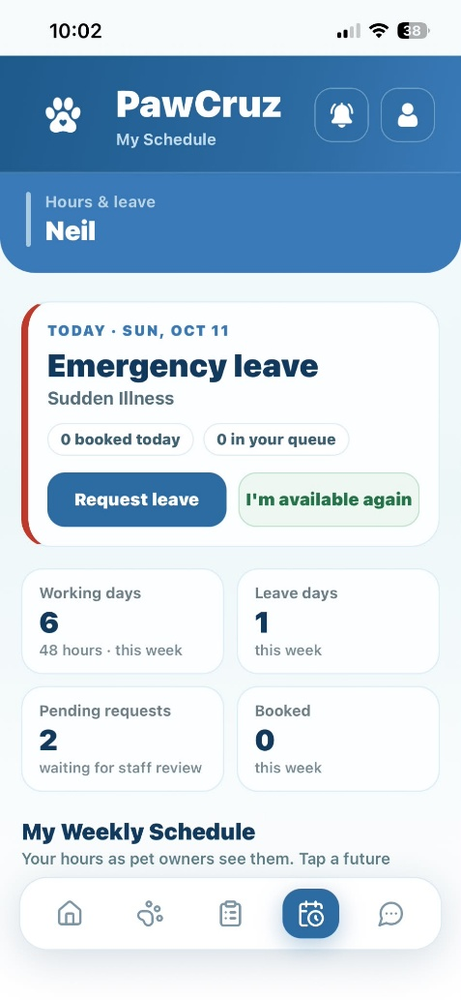 10:02
38
PawCruz
My Schedule
Hours & leave
Neil
TODAY · SUN, OCT 11
Emergency leave
Sudden Illness
0 booked today
0 in your queue
Request leave
I'm available again
Working days
6
48 hours · this week
Leave days
1
this week
Pending requests
2
waiting for staff review
Booked
0
this week
My Weekly Schedule
Your hours as pet owners see them. Tap a future